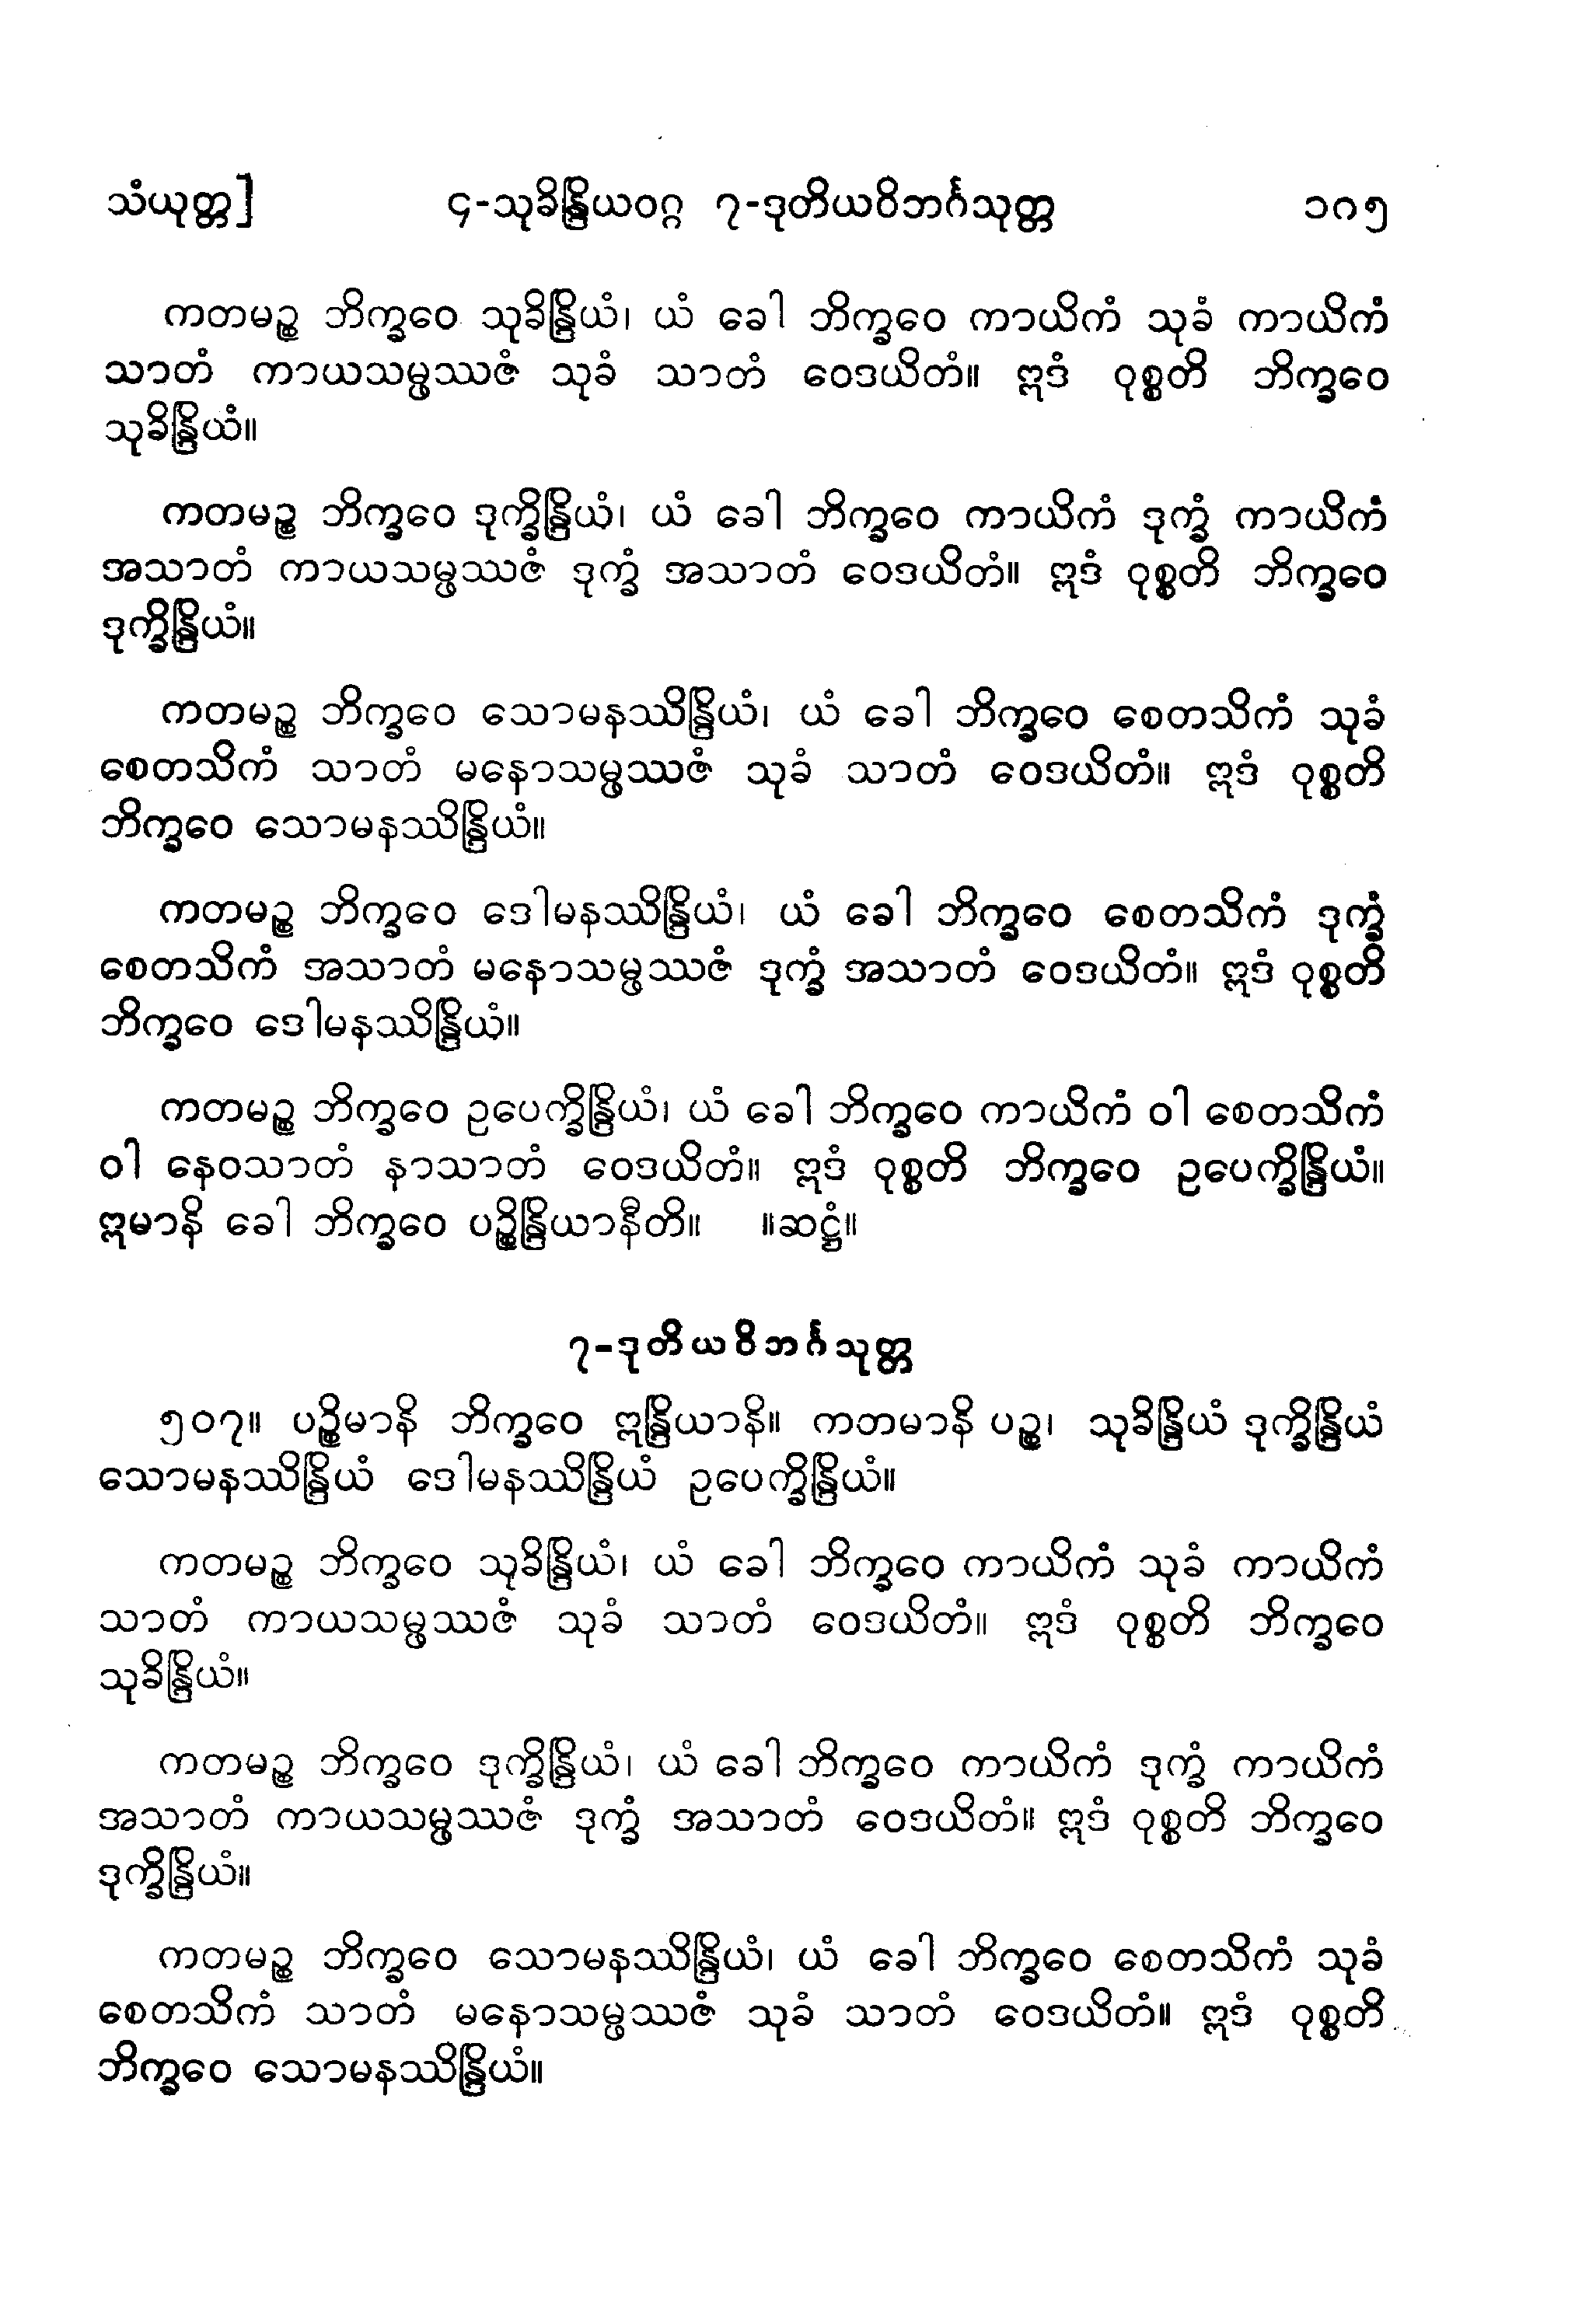 သံယုတ္တ] ၄-သုခိန္ဒြိယဝဂ္ဂ ၇-ဒုတိယဝိဘင်္ဂသုတ္တ ၁ဂ၅
ကတမဉ္စ ဘိက္ခဝေ သုခိန္ဒြိယံ၊ ယံ ခေါ ဘိက္ခဝေ ကာယိကံ သုခံ ကာယိကံ
သာတံ ကာယသမ္ဖဿဇံ သုခံ သာတံ ဝေဒယိတံ။ ဣဒံ ဝုစ္စတိ ဘိက္ခဝေ
သုခိန္ဒြိယံ။
ကတမဉ္စ ဘိက္ခဝေ ဒုက္ခိန္ဒြိယံ၊ ယံ ခေါ ဘိက္ခဝေ ကာယိကံ ဒုက္ခံ ကာယိကံ
အသာတံ ကာယသမ္ဖဿဇံ ဒုက္ခံ အသာတံ ဝေဒယိတံ။ ဣဒံ ဝုစ္စတိ ဘိက္ခဝေ
ဒုက္ခိန္ဒြိယံ။
ကတမဉ္စ ဘိက္ခဝေ သောမနဿိန္ဒြိယံ၊ ယံ ခေါ ဘိက္ခဝေ စေတသိကံ သုခံ
စေတသိကံ သာတံ မနောသမ္ဖဿဇံ သုခံ သာတံ ဝေဒယိတံ။ ဣဒံ ဝုစ္စတိ
ဘိက္ခဝေ သောမနဿိန္ဒြိယံ။
ကတမဉ္စ ဘိက္ခဝေ ဒေါမနဿိန္ဒြိယံ၊ ယံ ခေါ ဘိက္ခဝေ စေတသိကံ ဒုက္ခံ
စေတသိကံ အသာတံ မနောသမ္ဖဿဇံ ဒုက္ခံ အသာတံ ဝေဒယိတံ။ ဣဒံ ဝုစ္စတိ
ဘိက္ခဝေ ဒေါမနဿိန္ဒြိယံ။
ကတမဉ္စ ဘိက္ခဝေ ဥပေက္ခိန္ဒြိယံ၊ ယံ ခေါ ဘိက္ခဝေ ကာယိကံ ဝါ စေတသိကံ
ဝါ နေဝသာတံ နာသာတံ ဝေဒယိတံ။ ဣဒံ ဝုစ္စတိ ဘိက္ခဝေ ဥပေက္ခိန္ဒြိယံ။
ဣမာနိ ခေါ ဘိက္ခဝေ ပဉ္စိန္ဒြိယာနီတိ။ ။ဆဋ္ဌံ။
၇-ဒုတိယဝိဘင်္ဂသုတ္တ
၅၀၇။ ပဉ္စိမာနိ ဘိက္ခဝေ ဣန္ဒြိယာနိ။ ကတမာနိ ပဉ္စ၊ သုခိန္ဒြိယံ ဒုက္ခိန္ဒြိယံ
သောမနဿိန္ဒြိယံ ဒေါမနဿိန္ဒြိယံ ဥပေက္ခိန္ဒြိယံ။
ကတမဉ္စ ဘိက္ခဝေ သုခိန္ဒြိယံ၊ ယံ ခေါ ဘိက္ခဝေ ကာယိကံ သုခံ ကာယိကံ
သာတံ ကာယသမ္ဖဿဇံ သုခံ သာတံ ဝေဒယိတံ။ ဣဒံ ဝုစ္စတိ ဘိက္ခဝေ
သုခိန္ဒြိယံ။
ကတမဉ္စ ဘိက္ခဝေ ဒုက္ခိန္ဒြိယံ၊ ယံ ခေါ ဘိက္ခဝေ ကာယိကံ ဒုက္ခံ ကာယိကံ
အသာတံ ကာယသမ္ဖဿဇံ ဒုက္ခံ အသာတံ ဝေဒယိတံ။ ဣဒံ ဝုစ္စတိ ဘိက္ခဝေ
ဒုက္ခိန္ဒြိယံ။
ကတမဉ္စ ဘိက္ခဝေ သောမနဿိန္ဒြိယံ၊ ယံ ခေါ ဘိက္ခဝေ စေတသိကံ သုခံ
စေတသိကံ သာတံ မနောသမ္ဖဿဇံ သုခံ သာတံ ဝေဒယိတံ။ ဣဒံ ဝုစ္စတိ
ဘိက္ခဝေ သောမနဿိန္ဒြိယံ။